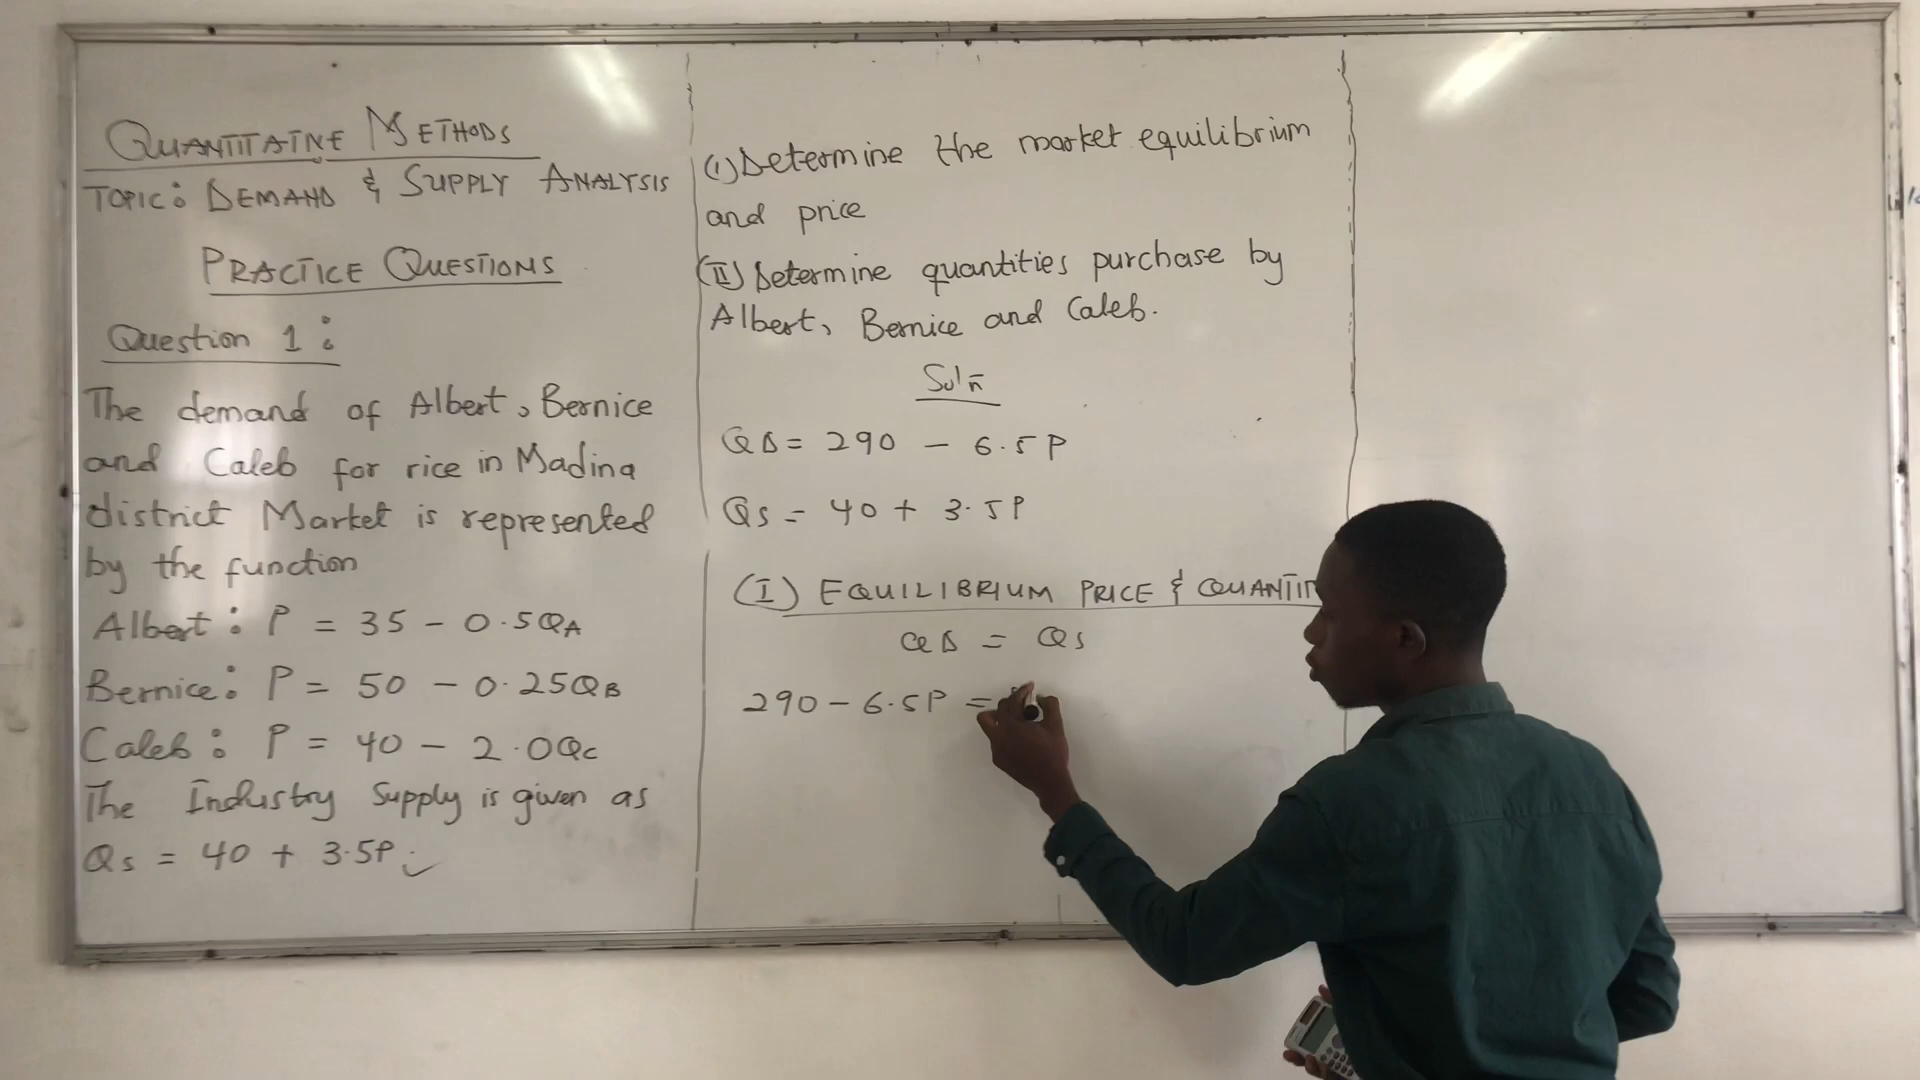 QUANTITATIVE METHODS
TOPIC: DEMAND & SUPPLY ANALYSIS
PRACTICE QUESTIONS
Question 1:
The demand of Albert, Bernice
and Caleb for rice in Madina
district Market is represented
by the function
Albert: P = 35 - 0.5QA
Bernice: P = 50 - 0.25QB
Caleb: P = 40 - 2.0QC
The Industry Supply is given as
Qs = 40 + 3.5P
(I) Determine the market equilibrium
and price
(II) Determine quantities purchase by
Albert, Bernice and Caleb.
Solñ
QD = 290 - 6.5P
Qs = 40 + 3.5P
(I) EQUILIBRIUM PRICE & QUANTIT
QD = Qs
290 - 6.5P =